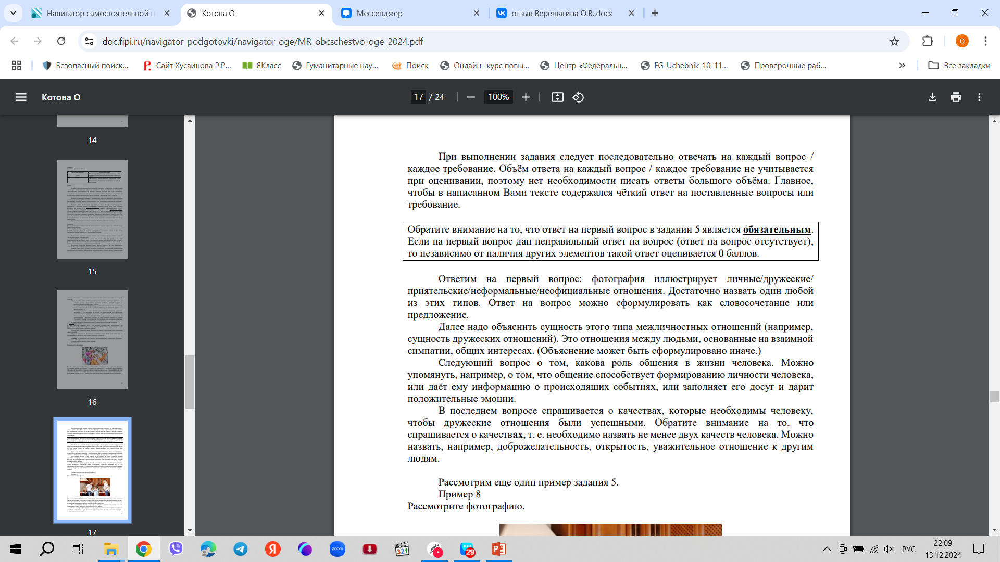 Навигатор самостоятельной п
Котова О
Мессенджер
отзыв Верещагина О.В..docx
doc.fipi.ru/navigator-podgotovki/navigator-oge/MR_obcschestvo_oge_2024.pdf
О
Безопасный поиск...
Сайт Хусаинова Р.Р...
ЯКласс
Гуманитарные нау...
Поиск
Онлайн- курс повы...
Центр «Федеральн...
FG_Uchebnik_10-11...
Проверочные раб...
Все закладки
Котова О
17 / 24
100%
14
15
16
17
При выполнении задания следует последовательно отвечать на каждый вопрос /
каждое требование. Объём ответа на каждый вопрос / каждое требование не учитывается
при оценивании, поэтому нет необходимости писать ответы большого объёма. Главное,
чтобы в написанном Вами тексте содержался чёткий ответ на поставленные вопросы или
требование.
Обратите внимание на то, что ответ на первый вопрос в задании 5 является обязательным.
Если на первый вопрос дан неправильный ответ на вопрос (ответ на вопрос отсутствует),
то независимо от наличия других элементов такой ответ оценивается 0 баллов.
Ответим на первый вопрос: фотография иллюстрирует личные/дружеские/
приятельские/неформальные/неофициальные отношения. Достаточно назвать один любой
из этих типов. Ответ на вопрос можно сформулировать как словосочетание или
предложение.
Далее надо объяснить сущность этого типа межличностных отношений (например,
сущность дружеских отношений). Это отношения между людьми, основанные на взаимной
симпатии, общих интересах. (Объяснение может быть сформулировано иначе.)
Следующий вопрос о том, какова роль общения в жизни человека. Можно
упомянуть, например, о том, что общение способствует формированию личности человека,
или даёт ему информацию о происходящих событиях, или заполняет его досуг и дарит
положительные эмоции.
В последнем вопросе спрашивается о качествах, которые необходимы человеку,
чтобы дружеские отношения были успешными. Обратите внимание на то, что
спрашивается о качествах, т. е. необходимо назвать не менее двух качеств человека. Можно
назвать, например, доброжелательность, открытость, уважительное отношение к другим
людям.
Рассмотрим еще один пример задания 5.
Пример 8
Рассмотрите фотографию.
zoom
321
29
РУС
22:09
13.12.2024